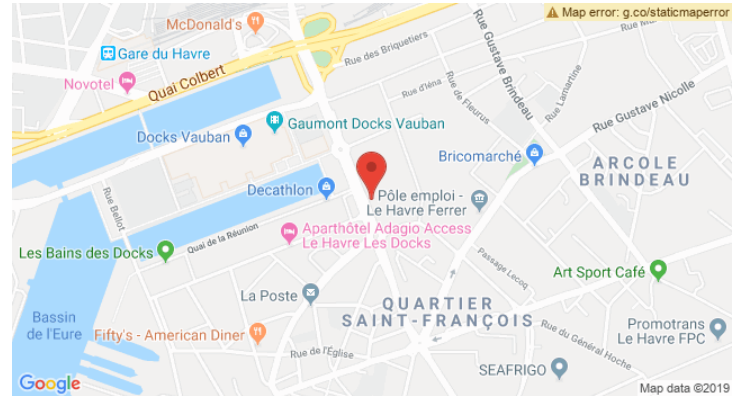 McDonald's
Map error: g.co/staticmaperror
Gare du Havre
Rue des Briquetiers
Rue Gustave Brindeau
Novotel
Quai Colbert
Rue d'Iéna
Rue de Fleurus
Rue Lamartine
Rue Gustave Nicolle
Docks Vauban
Gaumont Docks Vauban
Bricomarché
ARCOLE
BRINDEAU
Decathlon
Pôle emploi -
Le Havre Ferrer
Rue Bellot
Quai de la Réunion
Aparthôtel Adagio Access
Le Havre Les Docks
Les Bains des Docks
Passage Lecoq
Art Sport Café
La Poste
QUARTIER
SAINT-FRANÇOIS
Bassin
de l'Eure
Fifty's - American Diner
Rue de l'Église
Rue du Général Hoche
Promotrans
Le Havre FPC
SEAFRIGO
Google
Map data ©2019